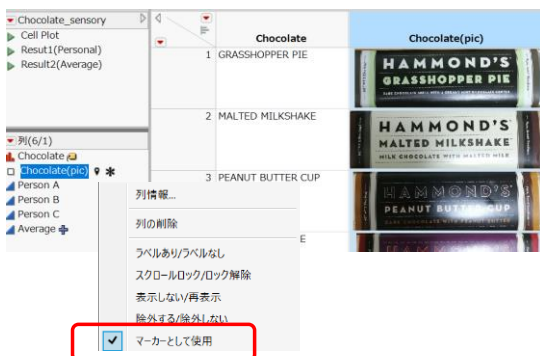 Chocolate_sensory
Cell Plot
Resut1(Personal)
Result2(Average)
列(6/1)
Chocolate
Chocolate(pic)
Person A
Person B
Person C
Average
Chocolate
Chocolate(pic)
1 GRASSHOPPER PIE
HAMMOND'S
GRASSHOPPER PIE
2 MALTED MILKSHAKE
HAMMOND'S
MALTED MILKSHAKE
MILK CHOCOLATE WITH MALTED MILK
3 PEANUT BUTTER CUP
HAMMOND'S
PEANUT BUTTER CUP
E
列情報...
列の削除
ラベルあり/ラベルなし
スクロールロック/ロック解除
表示しない/再表示
除外する/除外しない
マーカーとして使用